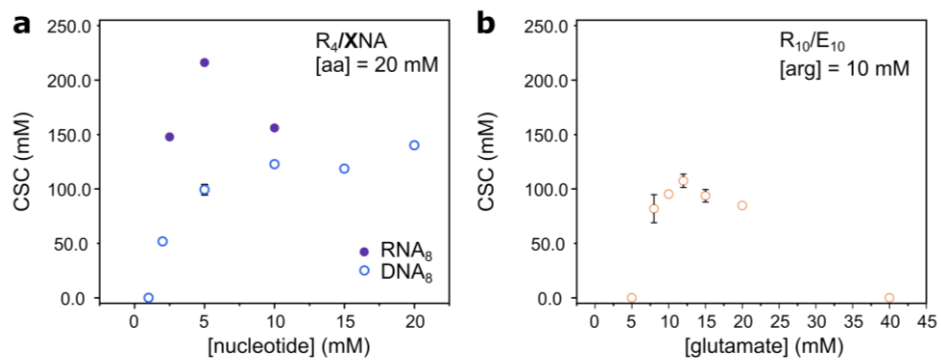 a
R₄/XNA
[aa] = 20 mM
250.0
200.0
150.0
100.0
50.0
0.0
CSC (mM)
RNA₈
DNA₈
0 5 10 15 20
[nucleotide] (mM)
b
R₁₀/E₁₀
[arg] = 10 mM
250.0
200.0
150.0
100.0
50.0
0.0
CSC (mM)
0 5 10 15 20 25 30 35 40 45
[glutamate] (mM)